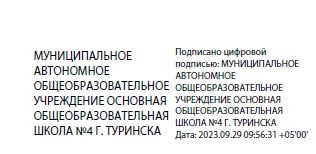 МУНИЦИПАЛЬНОЕ
АВТОНОМНОЕ
ОБЩЕОБРАЗОВАТЕЛЬНОЕ
УЧРЕЖДЕНИЕ ОСНОВНАЯ
ОБЩЕОБРАЗОВАТЕЛЬНАЯ
ШКОЛА №4 Г. ТУРИНСКА
Подписано цифровой
подписью: МУНИЦИПАЛЬНОЕ
АВТОНОМНОЕ
ОБЩЕОБРАЗОВАТЕЛЬНОЕ
УЧРЕЖДЕНИЕ ОСНОВНАЯ
ОБЩЕОБРАЗОВАТЕЛЬНАЯ
ШКОЛА №4 Г. ТУРИНСКА
Дата: 2023.09.29 09:56:31 +05'00'